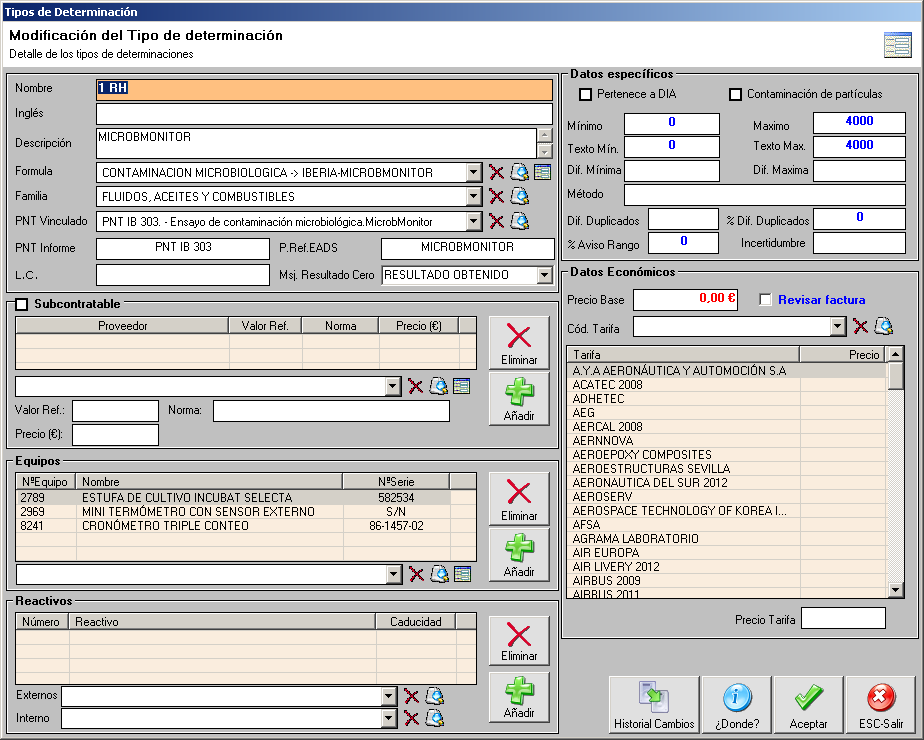 Tipos de Determinación
Modificación del Tipo de determinación
Detalle de los tipos de determinaciones
Nombre 1 RH
Inglés
Descripción MICROBMONITOR
Formula CONTAMINACION MICROBIOLOGICA -> IBERIA-MICROBMONITOR
Familia FLUIDOS, ACEITES Y COMBUSTIBLES
PNT Vinculado PNT IB 303. - Ensayo de contaminación microbiológica.MicrobMonitor
PNT Informe PNT IB 303 P.Ref.EADS MICROBMONITOR
L.C. Msj. Resultado Cero RESULTADO OBTENIDO
Subcontratable
Proveedor Valor Ref. Norma Precio (€)
Eliminar
Añadir
Valor Ref.: Norma:
Precio (€):
Equipos
NºEquipo Nombre NºSerie
2789 ESTUFA DE CULTIVO INCUBAT SELECTA 582534
2969 MINI TERMÓMETRO CON SENSOR EXTERNO S/N
8241 CRONÓMETRO TRIPLE CONTEO 86-1457-02
Eliminar
Añadir
Reactivos
Número Reactivo Caducidad
Eliminar
Añadir
Externos
Interno
Datos específicos
Pertenece a DIA Contaminación de partículas
Mínimo 0 Maximo 4000
Texto Mín. 0 Texto Max. 4000
Dif. Mínima Dif. Maxima
Método
Dif. Duplicados % Dif. Duplicados 0
% Aviso Rango 0 Incertidumbre
Datos Económicos
Precio Base 0,00 € Revisar factura
Cód. Tarifa
Tarifa Precio
A.Y.A AERONÁUTICA Y AUTOMOCIÓN S.A
ACATEC 2008
ADHETEC
AEG
AERCAL 2008
AERNNOVA
AEROEPOXY COMPOSITES
AEROESTRUCTURAS SEVILLA
AERONAUTICA DEL SUR 2012
AEROSERV
AEROSPACE TECHNOLOGY OF KOREA I...
AFSA
AGRAMA LABORATORIO
AIR EUROPA
AIR LIVERY 2012
AIRBUS 2009
AIRBUS 2011
Precio Tarifa
Historial Cambios ¿Donde? Aceptar ESC-Salir